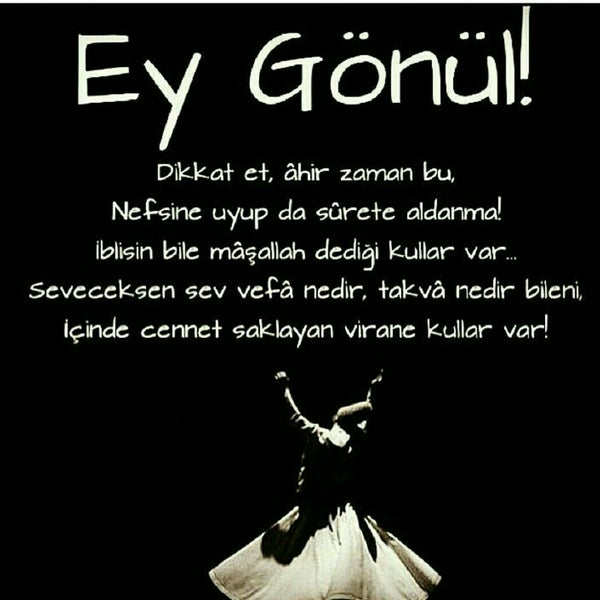 Ey Gönül!
Dikkat et, âhir zaman bu,
Nefsine uyup da sûrete aldanma!
İblisin bile mâşallah dediği kullar var...
Seveceksen sev vefâ nedir, takvâ nedir bileni,
İçinde cennet saklayan virane kullar var!